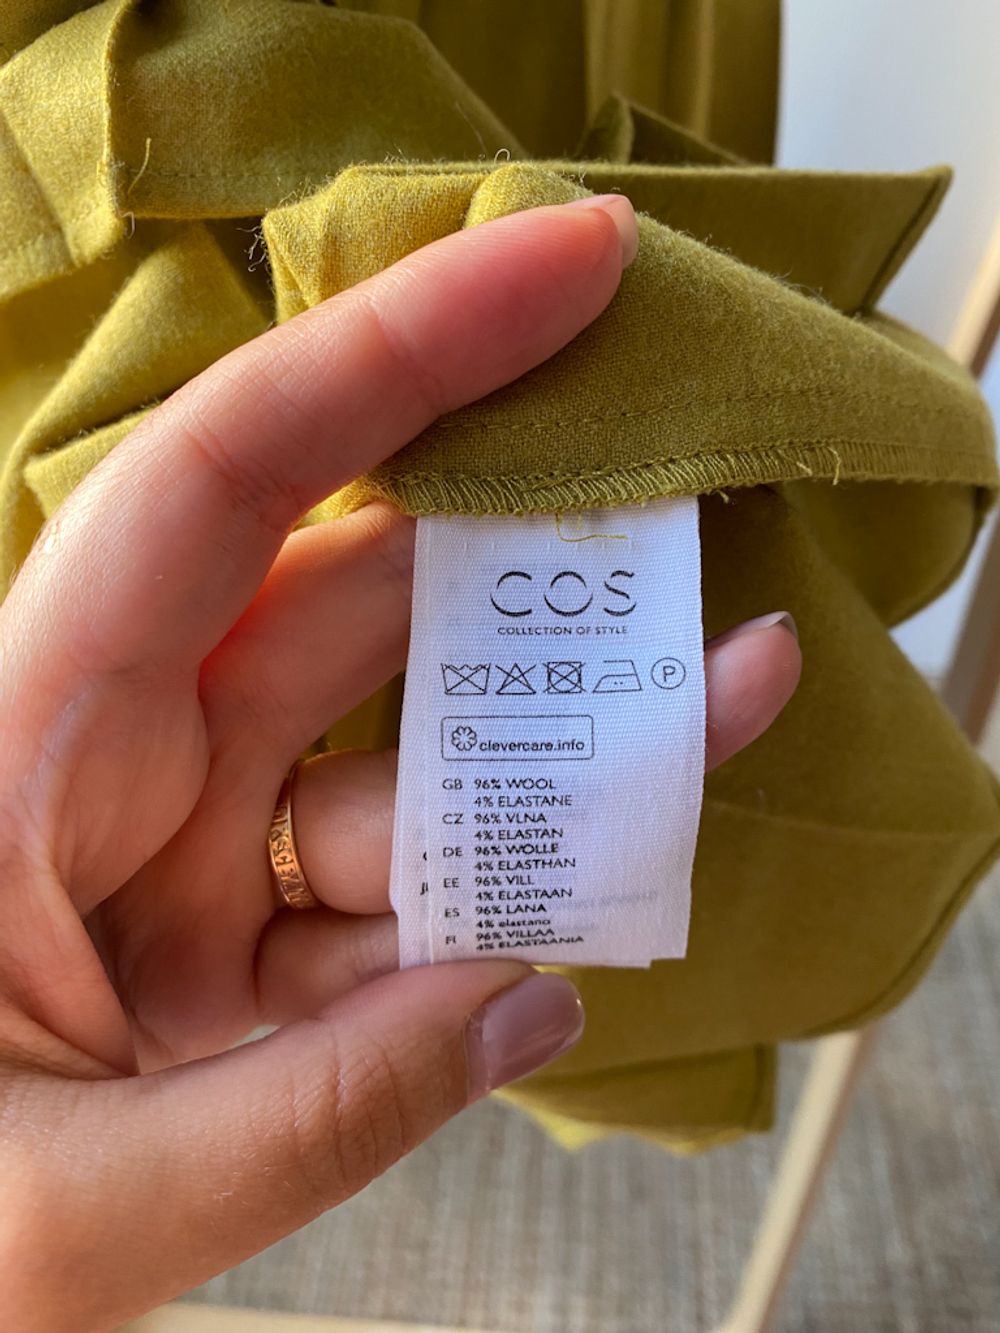 COS
COLLECTION OF STYLE
P
clevercare.info
GB 96% WOOL
4% ELASTANE
CZ 96% VLNA
4% ELASTAN
DE 96% WOLLE
4% ELASTHAN
EE 96% VILL
4% ELASTAAN
ES 96% LANA
4% elastano
FI 96% VILLAA
4% ELASTAANIA